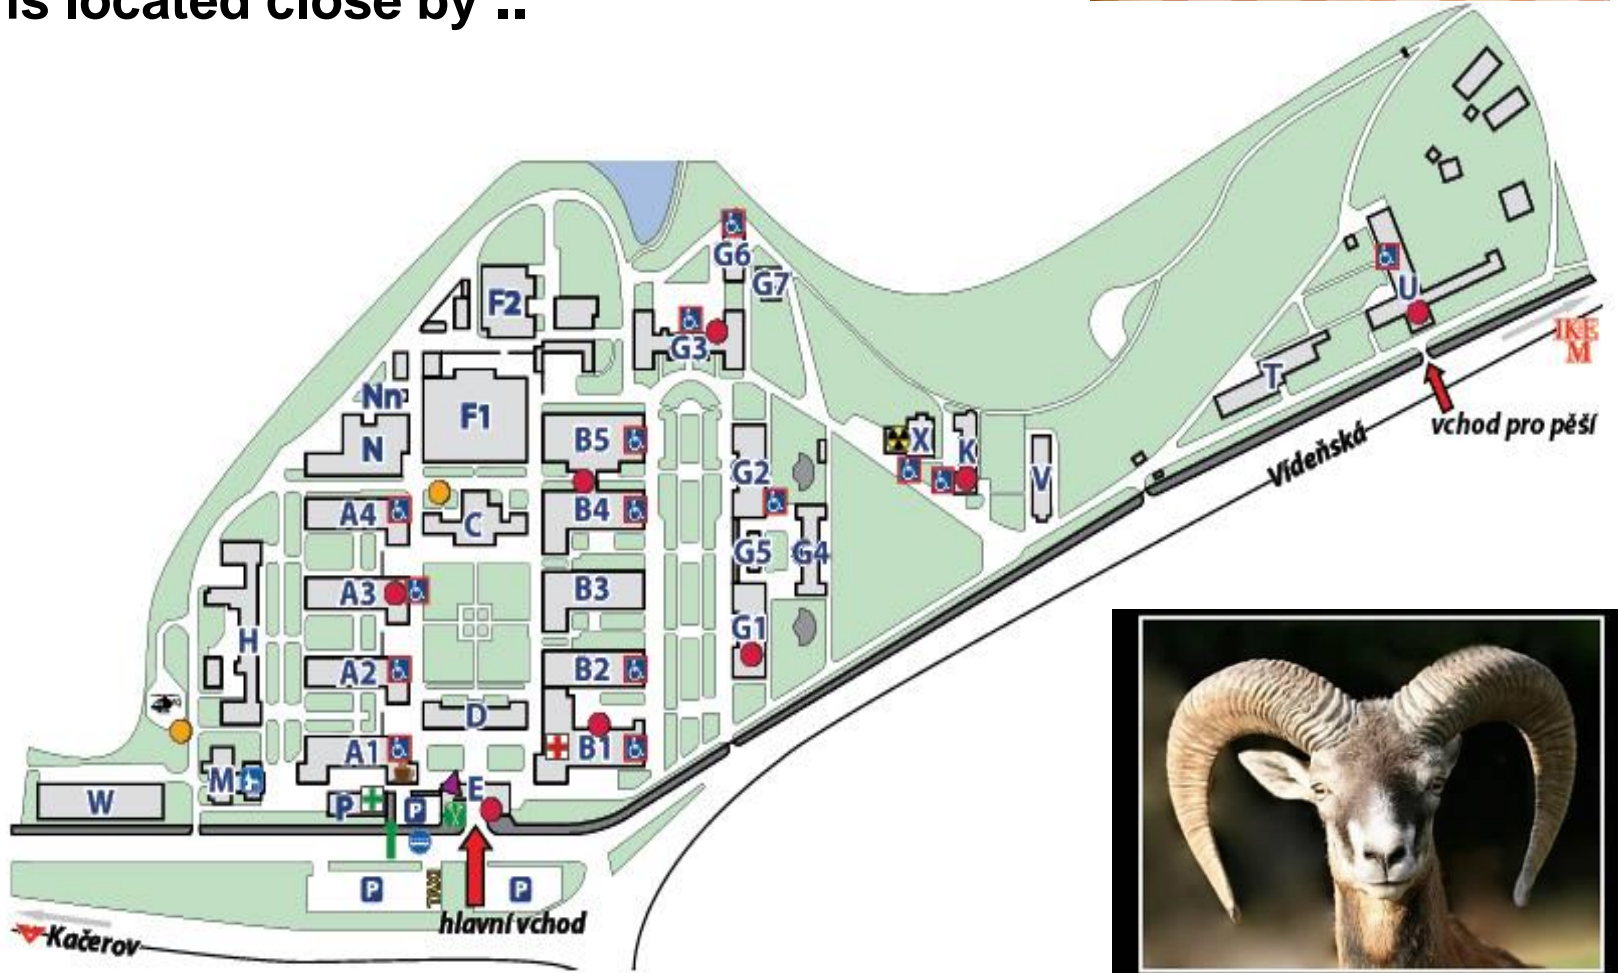 is located close by ..
G6
G7
F2
G3
U
IKE
M
T
Nn
F1
vchod pro pěší
N
B5
X
K
G2
V
Vídeňská
A4
C
B4
G5
G4
A3
B3
H
G1
A2
B2
D
A1
B1
M
E
W
P
P
P
P
hlavní vchod
Kačerov